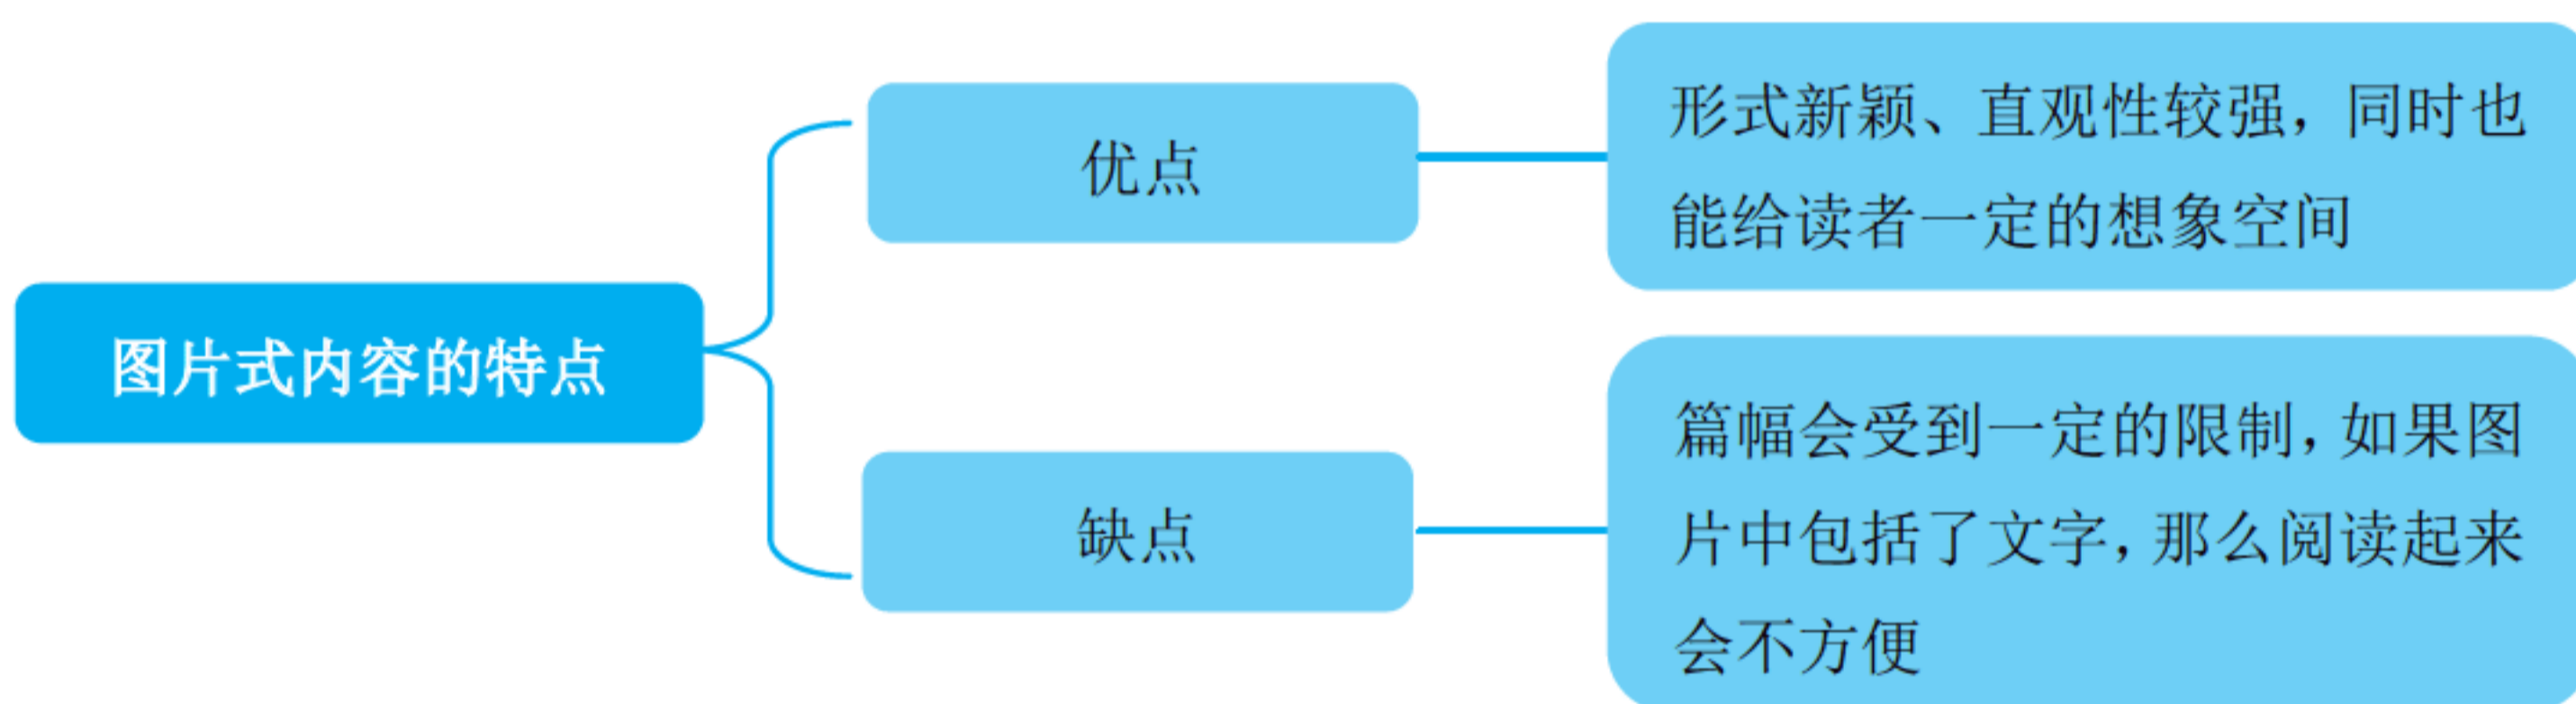 图片式内容的特点
优点
形式新颖、直观性较强，同时也
能给读者一定的想象空间
缺点
篇幅会受到一定的限制，如果图
片中包括了文字，那么阅读起来
会不方便